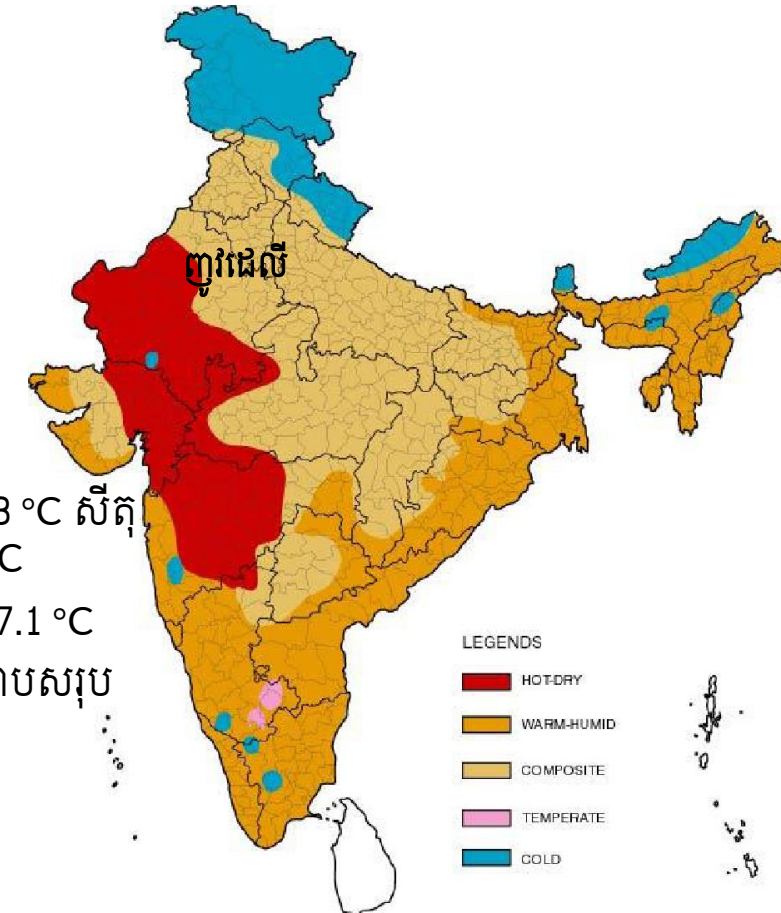 ញូវដេលី
3 °C សីតុ
C
7.1 °C
បសរុប
LEGENDS
HOT-DRY
WARM-HUMID
COMPOSITE
TEMPERATE
COLD